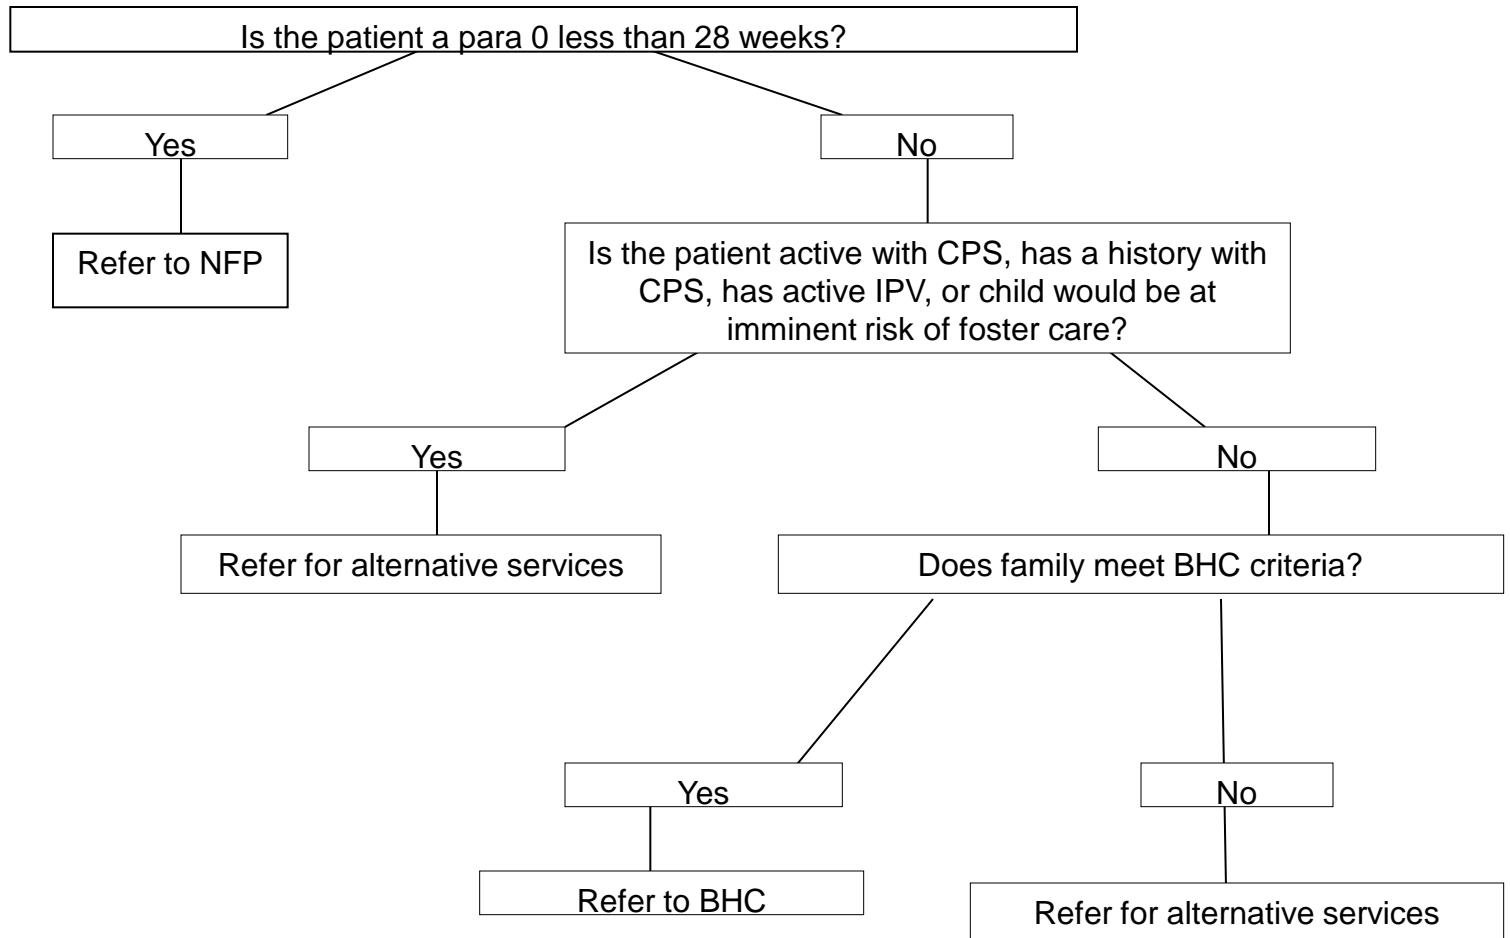 Is the patient a para 0 less than 28 weeks?
Yes
No
Refer to NFP
Is the patient active with CPS, has a history with
CPS, has active IPV, or child would be at
imminent risk of foster care?
Yes
No
Refer for alternative services
Does family meet BHC criteria?
Yes
No
Refer to BHC
Refer for alternative services